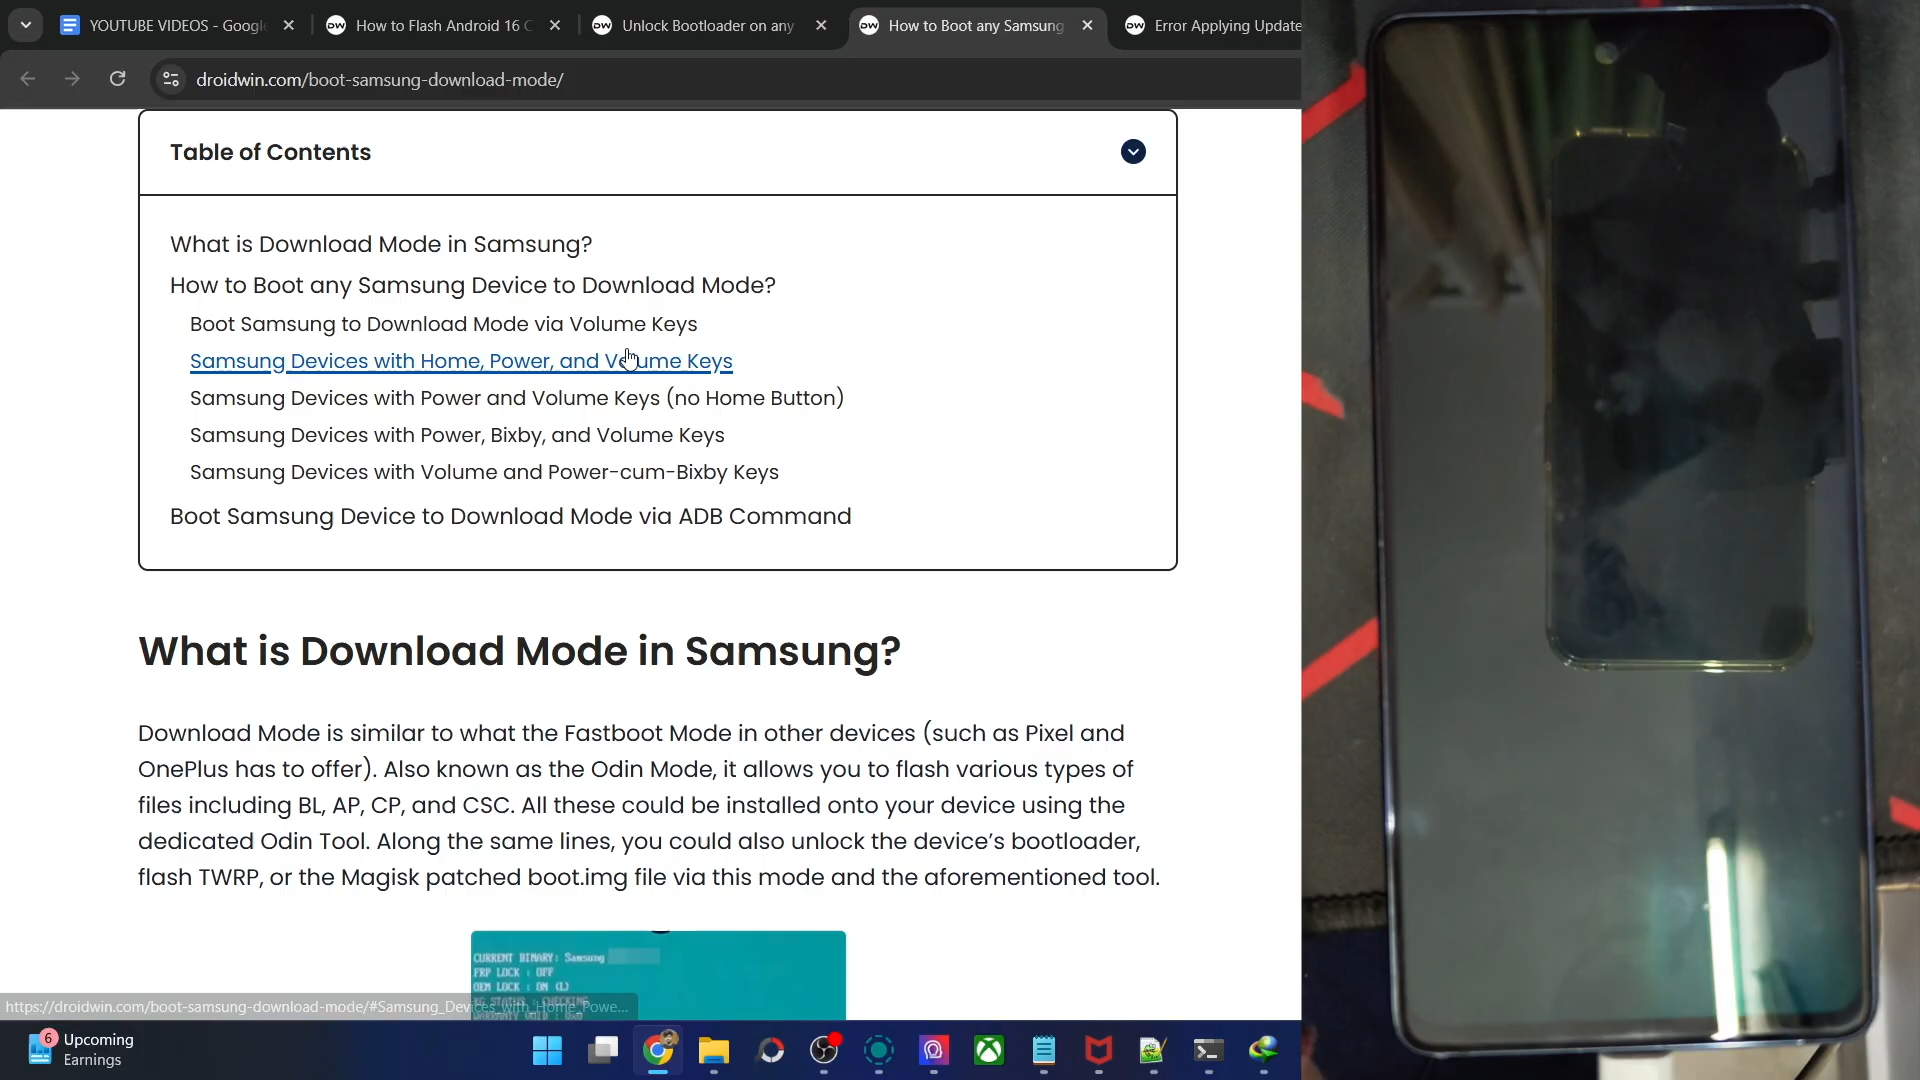 YOUTUBE VIDEOS - Googl
How to Flash Android 16
Unlock Bootloader on any
How to Boot any Samsung
Error Applying Update
droidwin.com/boot-samsung-download-mode/
Table of Contents
What is Download Mode in Samsung?
How to Boot any Samsung Device to Download Mode?
Boot Samsung to Download Mode via Volume Keys
Samsung Devices with Home, Power, and Volume Keys
Samsung Devices with Power and Volume Keys (no Home Button)
Samsung Devices with Power, Bixby, and Volume Keys
Samsung Devices with Volume and Power-cum-Bixby Keys
Boot Samsung Device to Download Mode via ADB Command
What is Download Mode in Samsung?
Download Mode is similar to what the Fastboot Mode in other devices (such as Pixel and
OnePlus has to offer). Also known as the Odin Mode, it allows you to flash various types of
files including BL, AP, CP, and CSC. All these could be installed onto your device using the
dedicated Odin Tool. Along the same lines, you could also unlock the device’s bootloader,
flash TWRP, or the Magisk patched boot.img file via this mode and the aforementioned tool.
CURRENT BINARY: Samsung
FRP LOCK : OFF
OEM LOCK : ON (L)
https://droidwin.com/boot-samsung-download-mode/#Samsung_Devices_with_Home_Powe...
6
Upcoming
Earnings